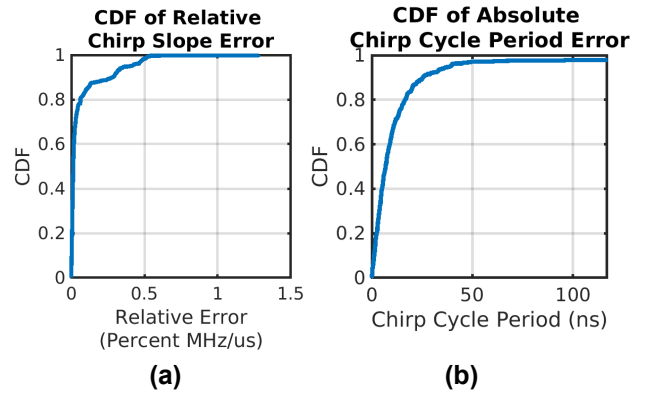 CDF of Relative
Chirp Slope Error
1
0.8
0.6
0.4
0.2
0
CDF
0
0.5
1
1.5
Relative Error
(Percent MHz/us)
(a)
CDF of Absolute
Chirp Cycle Period Error
1
0.8
0.6
0.4
0.2
0
CDF
0
50
100
Chirp Cycle Period (ns)
(b)